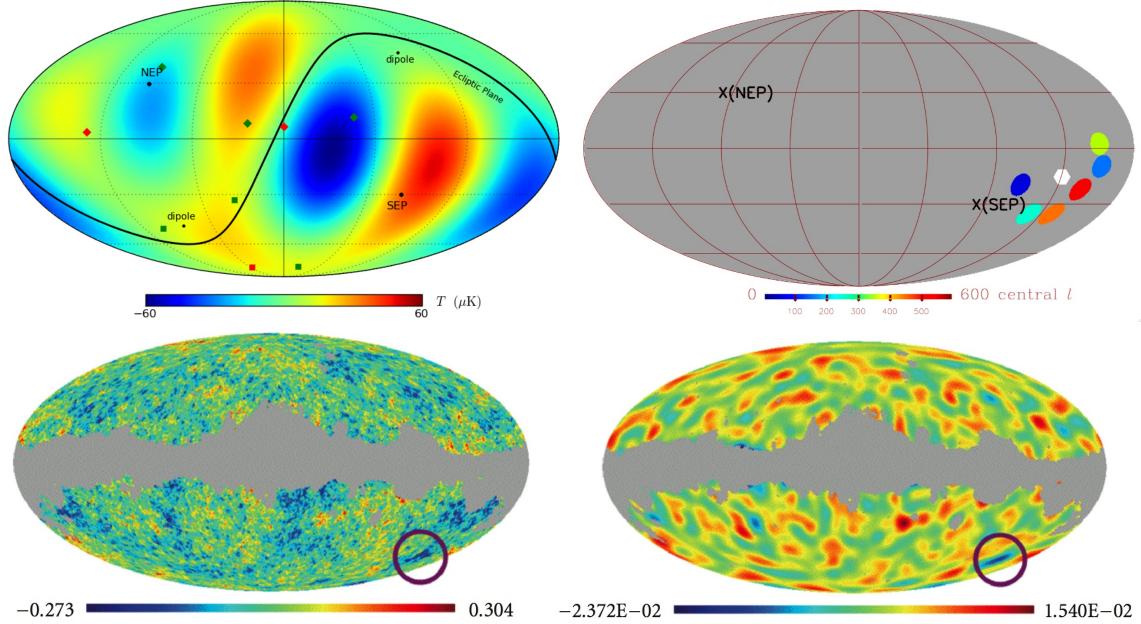 NEP
dipole
Ecliptic Plane
SEP
dipole
−60
60
T (μK)
X(NEP)
X(SEP)
0
100
200
300
400
500
600 central l
−0.273
0.304
−2.372E−02
1.540E−02